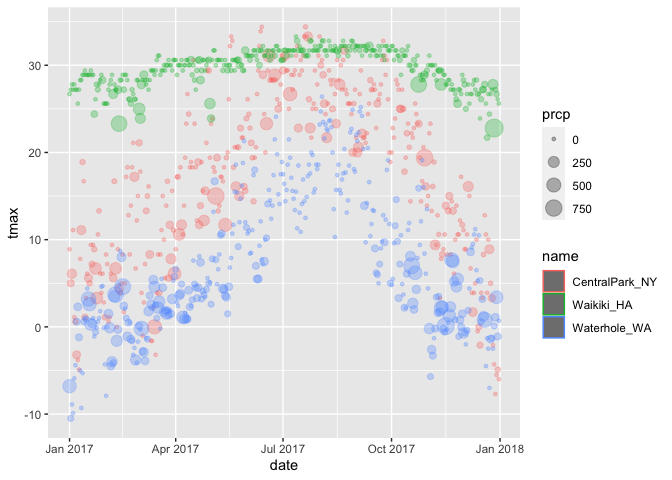 tmax
30
20
10
0
-10
Jan 2017
Apr 2017
Jul 2017
Oct 2017
Jan 2018
date
prcp
0
250
500
750
name
CentralPark_NY
Waikiki_HA
Waterhole_WA